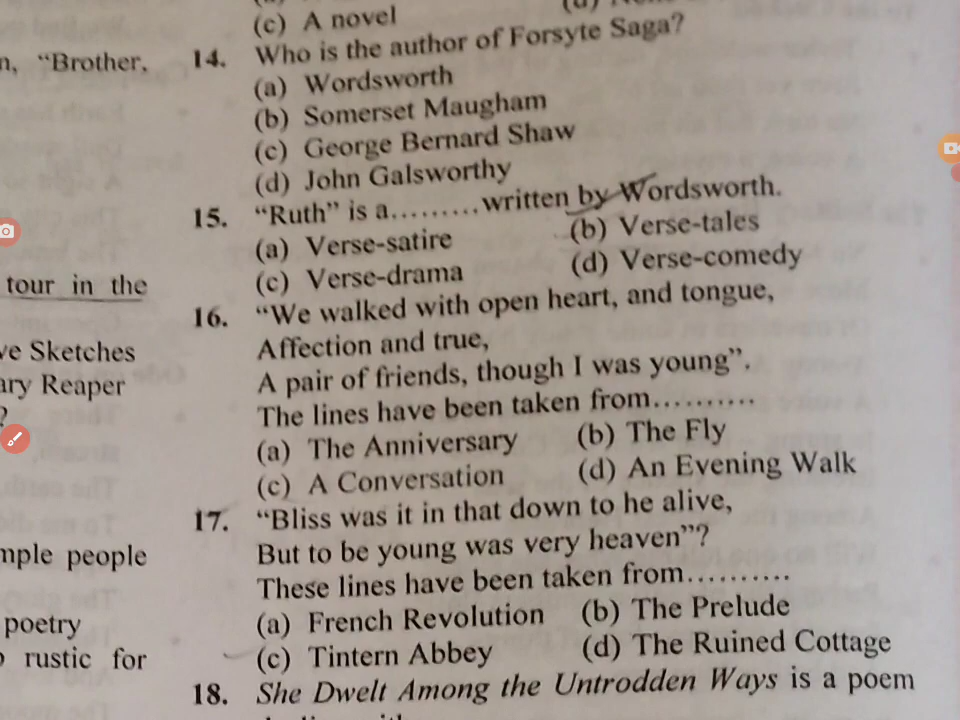 (c) A novel
n, “Brother,
14. Who is the author of Forsyte Saga?
(a) Wordsworth
(b) Somerset Maugham
(c) George Bernard Shaw
(d) John Galsworthy
15. “Ruth” is a.........written by Wordsworth.
(a) Verse-satire (b) Verse-tales
(c) Verse-drama (d) Verse-comedy
tour in the
16. “We walked with open heart, and tongue,
Affection and true,
ve Sketches
A pair of friends, though I was young”.
ary Reaper
The lines have been taken from..........
?
(a) The Anniversary (b) The Fly
(c) A Conversation (d) An Evening Walk
17. “Bliss was it in that down to he alive,
But to be young was very heaven”?
mple people
These lines have been taken from..........
(a) French Revolution (b) The Prelude
poetry
(c) Tintern Abbey (d) The Ruined Cottage
o rustic for
18. She Dwelt Among the Untrodden Ways is a poem